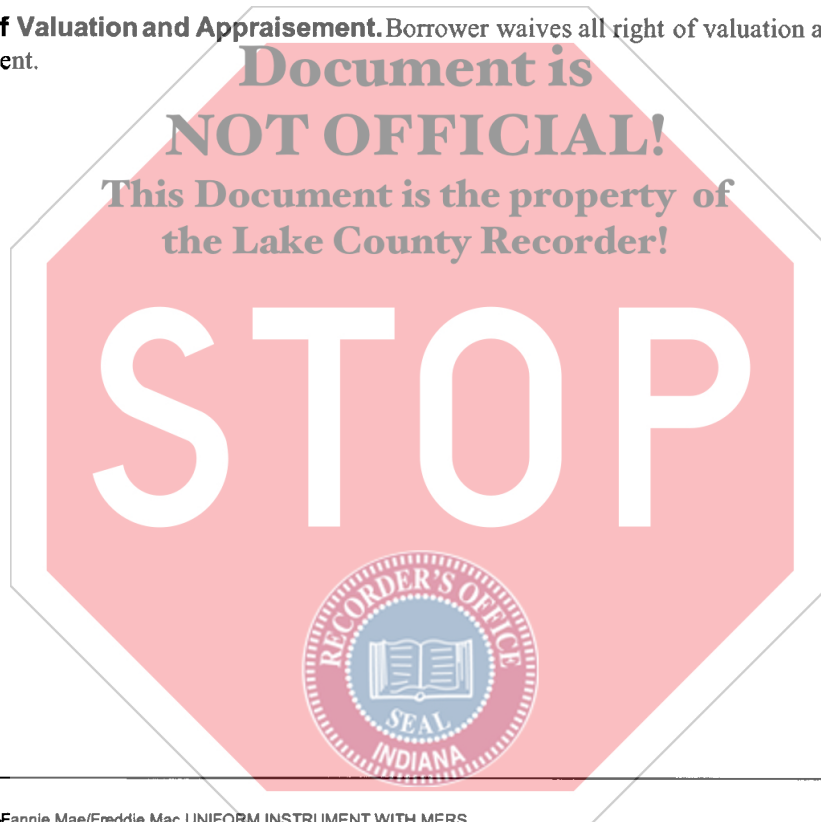 f Valuation and Appraisement. Borrower waives all right of valuation a
ent.
Document is
NOT OFFICIAL!
This Document is the property of
the Lake County Recorder!
STOP
RECORDER'S OFFICE
SEAL
INDIANA
Fannie Mae/Freddie Mac UNIFORM INSTRUMENT WITH MERS